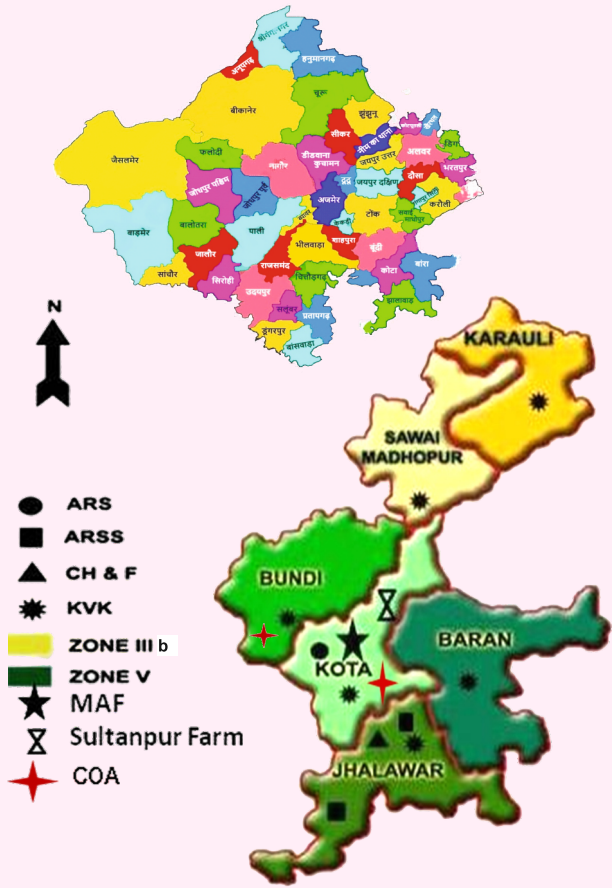 श्रीगंगानगर
हनुमानगढ़
अनूपगढ़
बीकानेर
चूरू
झुंझुनू
सीकर
नीम का थाना
अलवर
डिग
भरतपुर
जैसलमेर
फलोदी
नागौर
डीडवाना
कुचामन
जयपुर उत्तर
जयपुर दक्षिण
दौसा
जोधपुर पश्चिम
जोधपुर पूर्व
अजमेर
दूदू
करौली
बाड़मेर
बालोतरा
पाली
केकड़ी
टोंक
सवाई
माधोपुर
जालौर
भीलवाड़ा
शाहपुरा
बूंदी
सांचौर
सिरोही
राजसमंद
चित्तौड़गढ़
कोटा
बारां
उदयपुर
सलूंबर
प्रतापगढ़
झालावाड़
डूंगरपुर
बांसवाड़ा
N
KARAULI
SAWAI
MADHOPUR
BUNDI
KOTA
BARAN
JHALAWAR
ARS
ARSS
CH & F
KVK
ZONE III b
ZONE V
MAF
Sultanpur Farm
COA